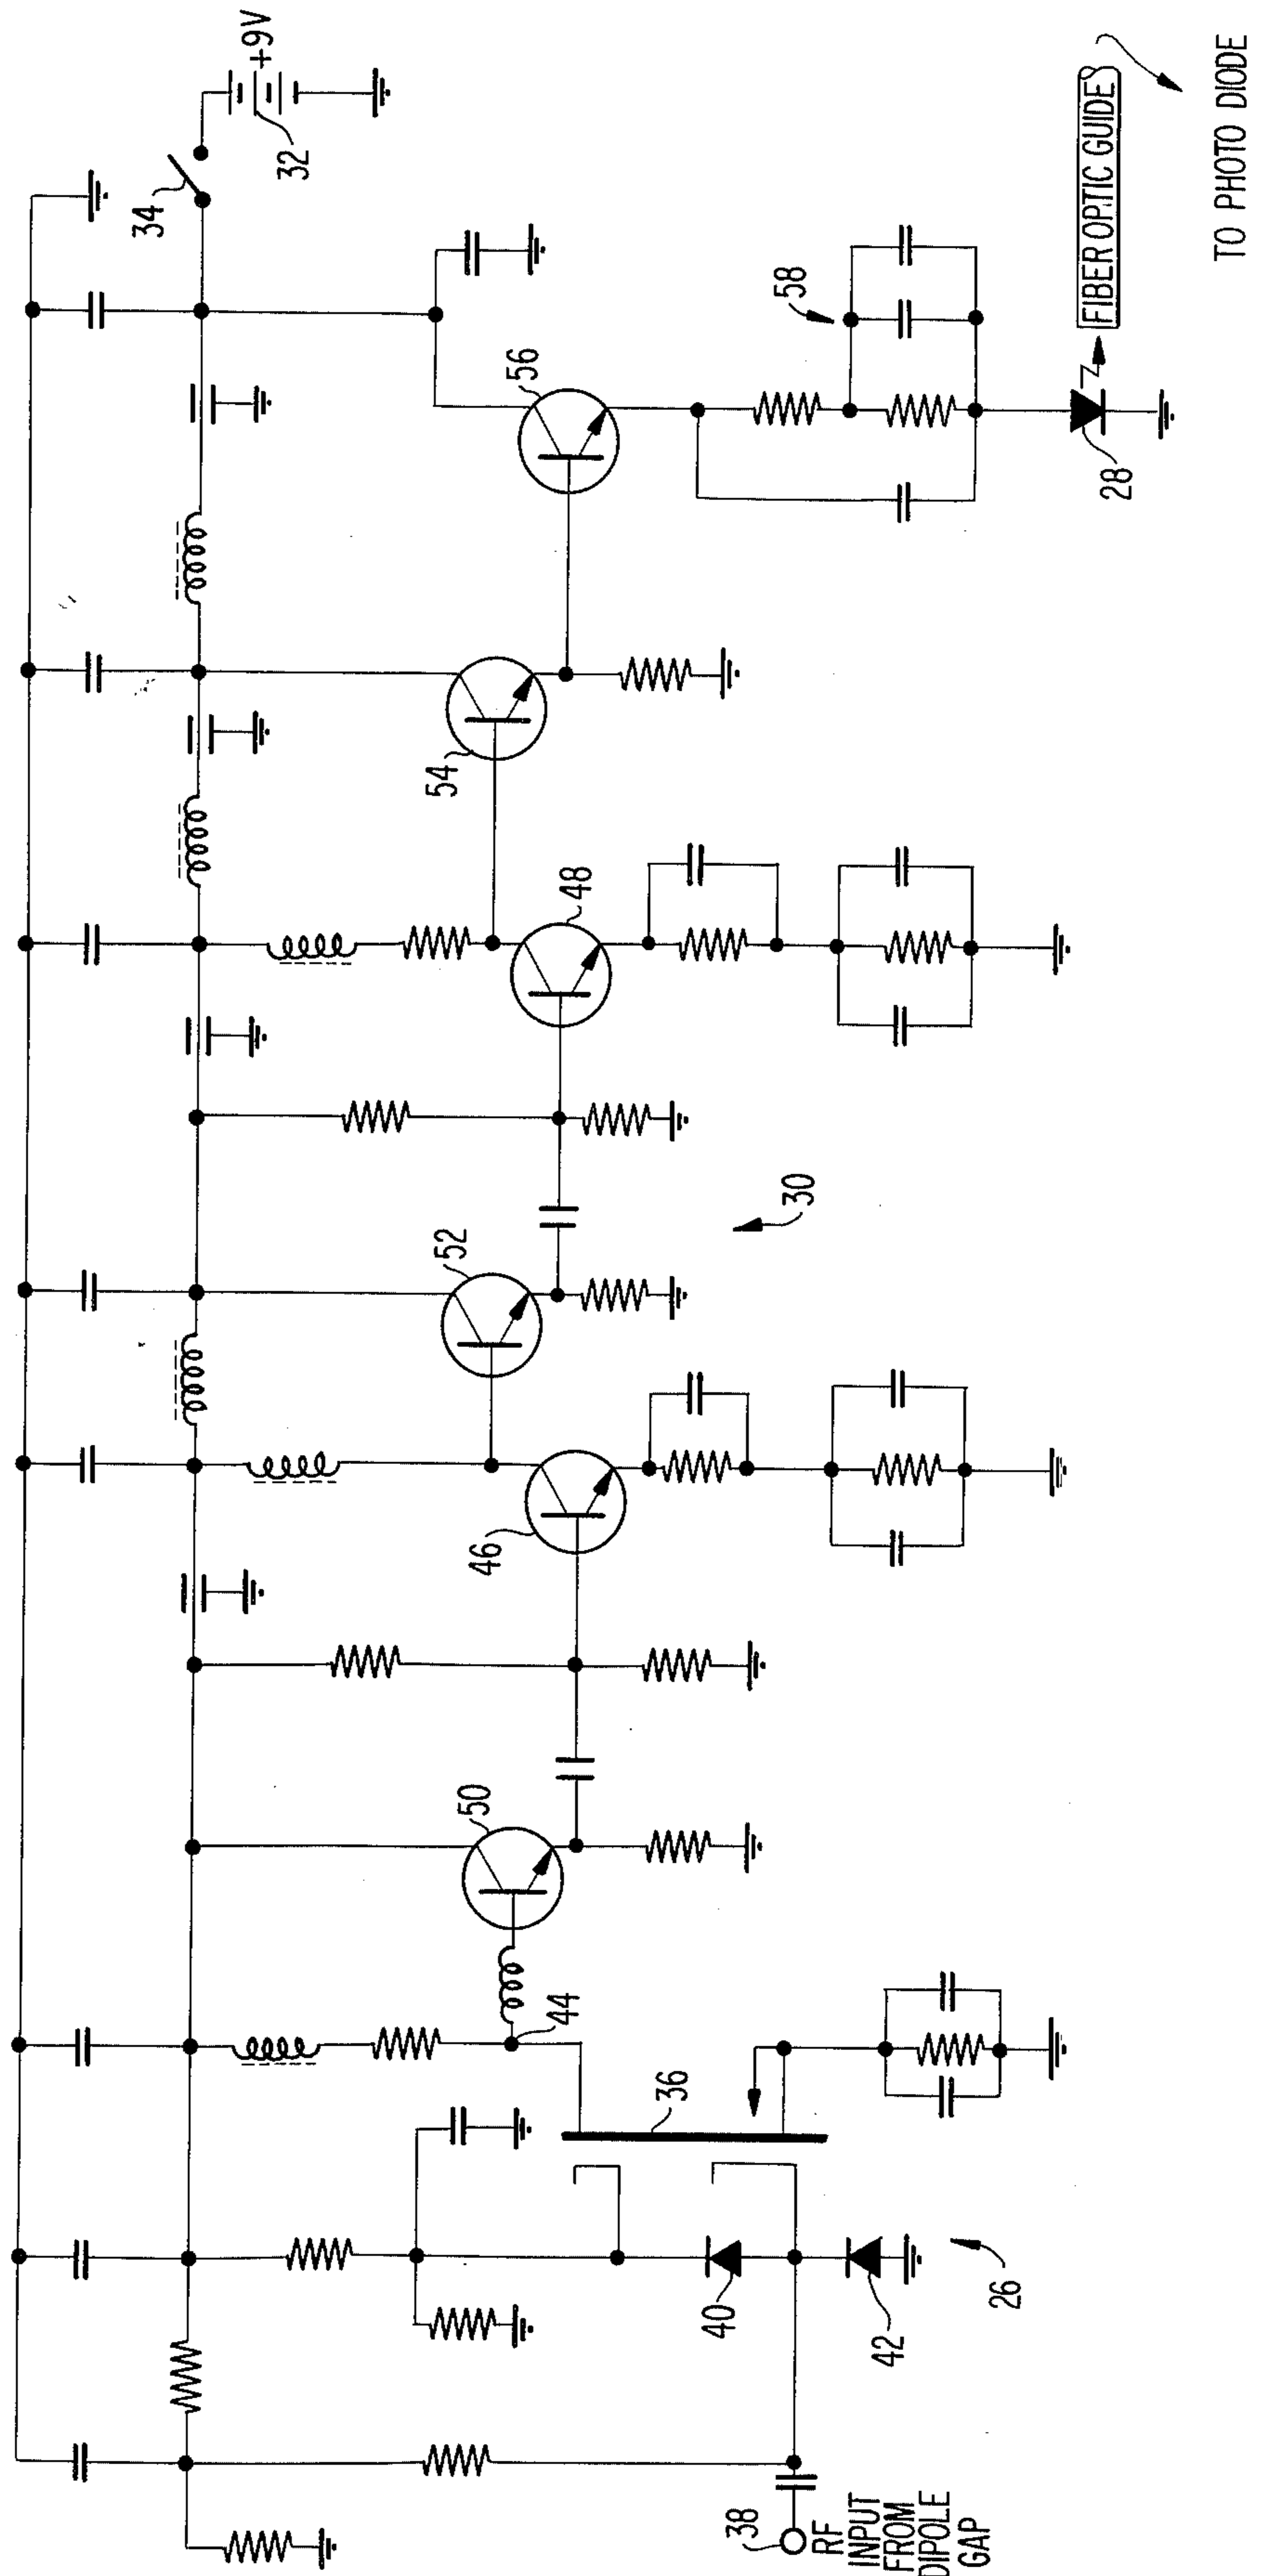 +9V
32
34
56
58
FIBER OPTIC GUIDE
TO PHOTO DIODE
28
54
48
52
30
46
50
44
36
40
42
26
38
RF
INPUT
FROM
DIPOLE
GAP